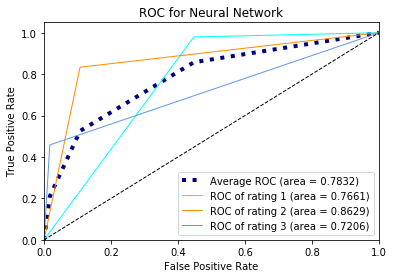 ROC for Neural Network
True Positive Rate
1.0
0.8
0.6
0.4
0.2
0.0
Average ROC (area = 0.7832)
ROC of rating 1 (area = 0.7661)
ROC of rating 2 (area = 0.8629)
ROC of rating 3 (area = 0.7206)
0.0 0.2 0.4 0.6 0.8 1.0
False Positive Rate